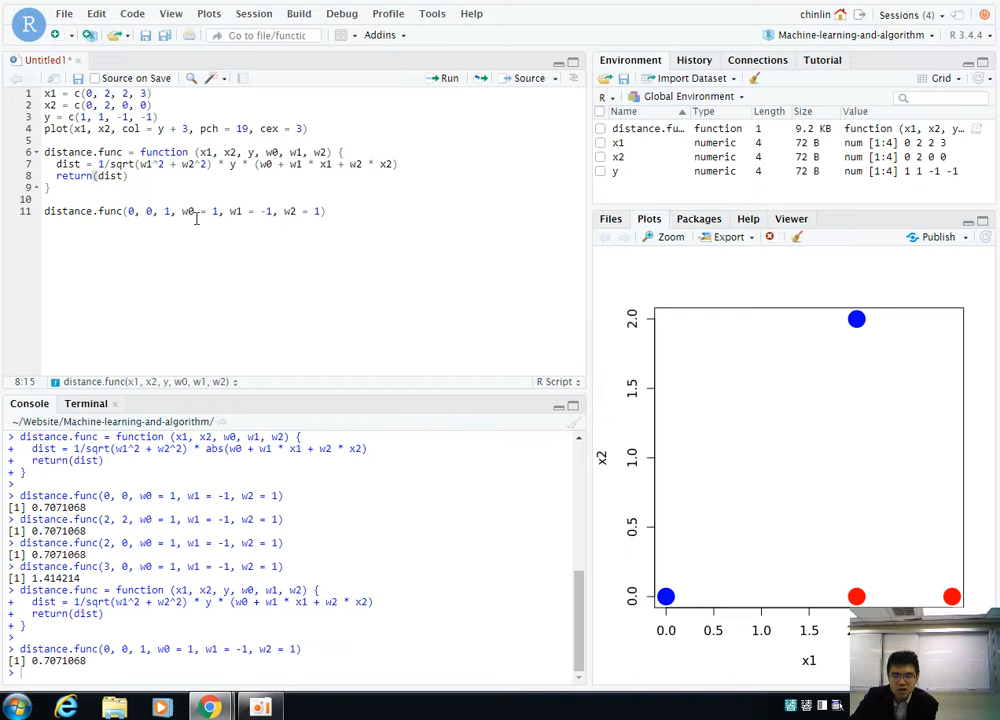 File Edit Code View Plots Session Build Debug Profile Tools Help
chinlin Sessions (4)
Go to file/functic Addins
Machine-learning-and-algorithm R 3.4.4
Untitled1*
Source on Save Run Source
1 x1 = c(0, 2, 2, 3)
2 x2 = c(0, 2, 0, 0)
3 y = c(1, 1, -1, -1)
4 plot(x1, x2, col = y + 3, pch = 19, cex = 3)
5
6 distance.func = function (x1, x2, y, w0, w1, w2) {
7 dist = 1/sqrt(w1^2 + w2^2) * y * (w0 + w1 * x1 + w2 * x2)
8 return(dist)
9 }
10
11 distance.func(0, 0, 1, w0 = 1, w1 = -1, w2 = 1)
8:15 distance.func(x1, x2, y, w0, w1, w2) R Script
Console Terminal
~/Website/Machine-learning-and-algorithm/
> distance.func = function (x1, x2, w0, w1, w2) {
+ dist = 1/sqrt(w1^2 + w2^2) * abs(w0 + w1 * x1 + w2 * x2)
+ return(dist)
+ }
>
> distance.func(0, 0, w0 = 1, w1 = -1, w2 = 1)
[1] 0.7071068
> distance.func(2, 2, w0 = 1, w1 = -1, w2 = 1)
[1] 0.7071068
> distance.func(2, 0, w0 = 1, w1 = -1, w2 = 1)
[1] 0.7071068
> distance.func(3, 0, w0 = 1, w1 = -1, w2 = 1)
[1] 1.414214
> distance.func = function (x1, x2, y, w0, w1, w2) {
+ dist = 1/sqrt(w1^2 + w2^2) * y * (w0 + w1 * x1 + w2 * x2)
+ return(dist)
+ }
>
> distance.func(0, 0, 1, w0 = 1, w1 = -1, w2 = 1)
[1] 0.7071068
>
Environment History Connections Tutorial
Import Dataset Grid
R Global Environment
Name Type Length Size Value
distance.fu… function 1 9.2 KB function (x1, x2, y…
x1 numeric 4 72 B num [1:4] 0 2 2 3
x2 numeric 4 72 B num [1:4] 0 2 0 0
y numeric 4 72 B num [1:4] 1 1 -1 -1
Files Plots Packages Help Viewer
Zoom Export Publish
2.0
1.5
1.0
0.5
0.0
x2
0.0 0.5 1.0 1.5
x1